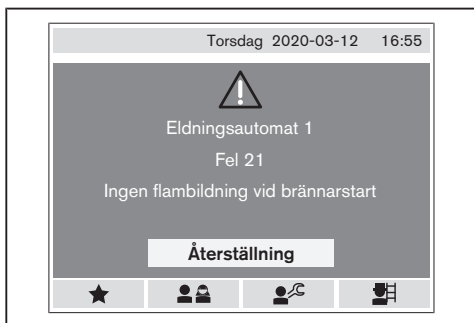 Torsdag 2020-03-12 16:55
Eldningsautomat 1
Fel 21
Ingen flambildning vid brännarstart
Återställning